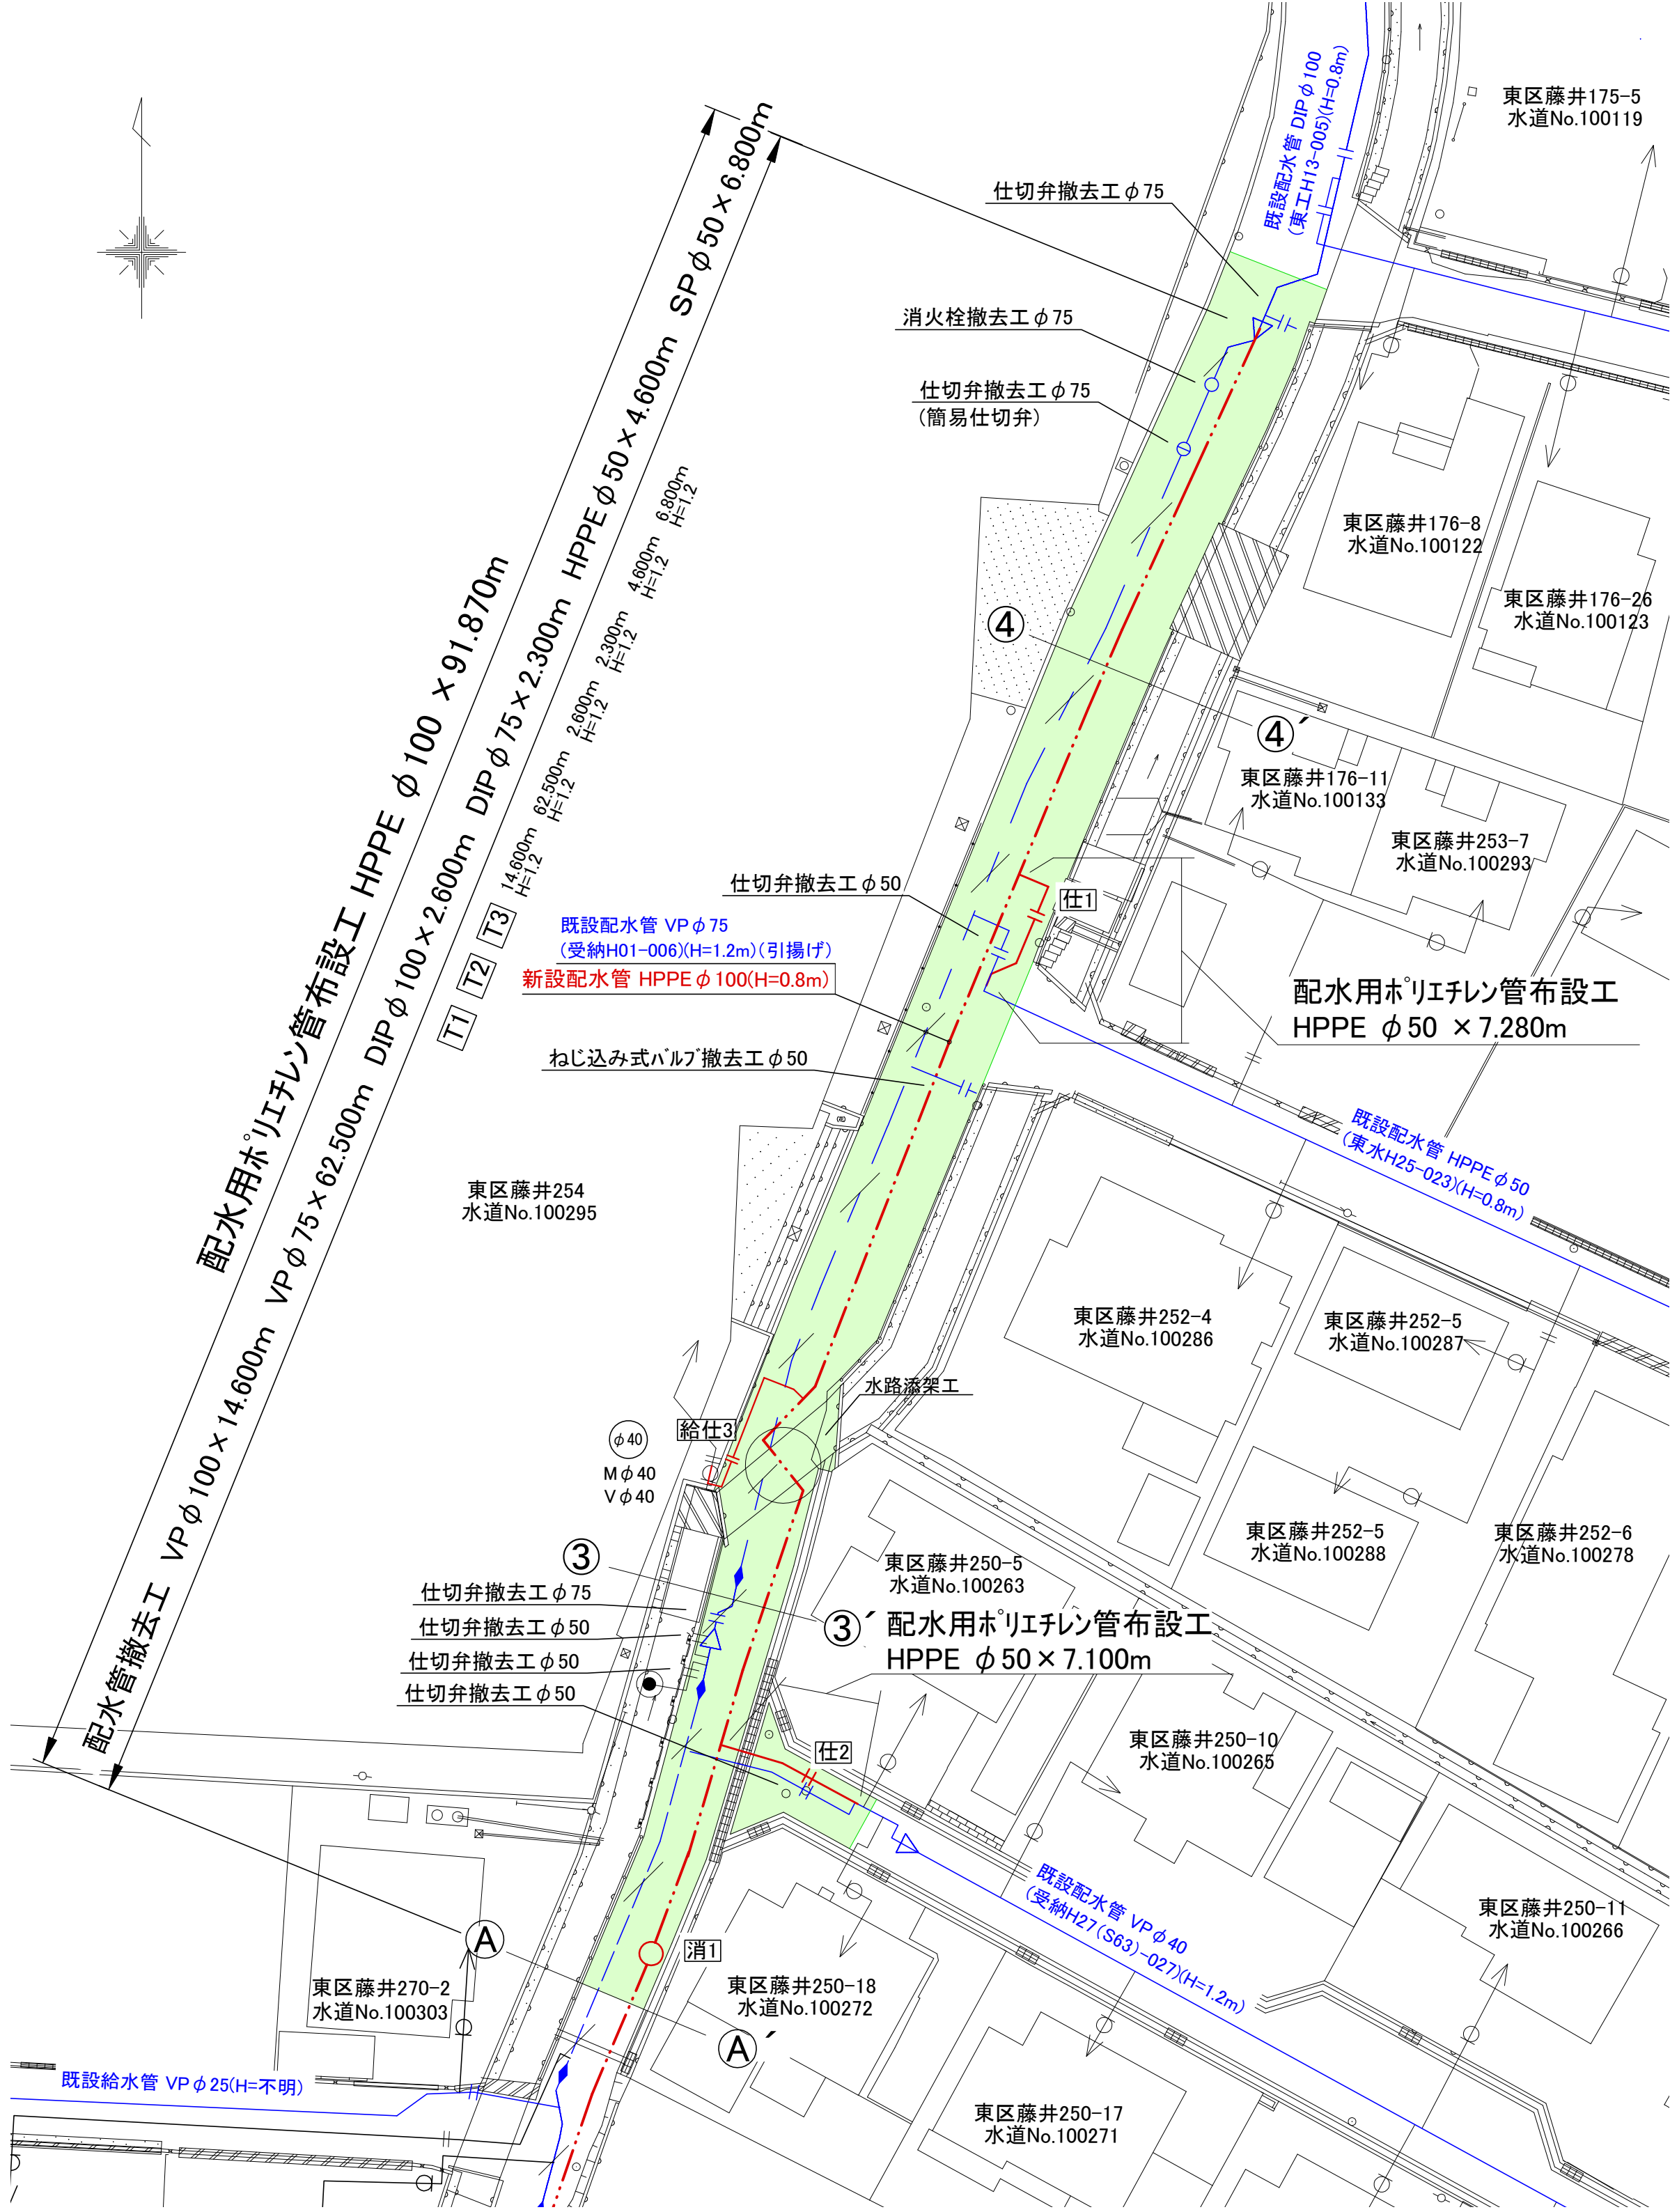 東区藤井175-5
水道No.100119
既設配水管 DIPφ100
(東工H13-005)(H=0.8m)
仕切弁撤去工φ75
消火栓撤去工φ75
仕切弁撤去工φ75
(簡易仕切弁)
配水用ポリエチレン管布設工 HPPE φ100 ×91.870m
配水管撤去工 VPφ100×14.600m VPφ75×62.500m DIPφ100×2.600m DIPφ75×2.300m HPPEφ50×4.600m SPφ50×6.800m
T1 T2 T3
14.600m 62.500m 2.600m 2.300m 4.600m 6.800m
H=1.2 H=1.2 H=1.2 H=1.2 H=1.2 H=1.2
東区藤井176-8
水道No.100122
東区藤井176-26
水道No.100123
④
④´
東区藤井176-11
水道No.100133
東区藤井253-7
水道No.100293
仕切弁撤去工φ50
仕1
既設配水管 VPφ75
(受納H01-006)(H=1.2m)(引揚げ)
新設配水管 HPPEφ100(H=0.8m)
配水用ポリエチレン管布設工
HPPE φ50 ×7.280m
ねじ込み式バルブ撤去工φ50
既設配水管 HPPEφ50
(東水H25-023)(H=0.8m)
東区藤井254
水道No.100295
東区藤井252-4
水道No.100286
東区藤井252-5
水道No.100287
水路添架工
給仕3
φ40
Mφ40
Vφ40
東区藤井252-5
水道No.100288
東区藤井252-6
水道No.100278
③
東区藤井250-5
水道No.100263
仕切弁撤去工φ75
仕切弁撤去工φ50
仕切弁撤去工φ50
仕切弁撤去工φ50
③´
配水用ポリエチレン管布設工
HPPE φ50×7.100m
仕2
東区藤井250-10
水道No.100265
既設配水管 VPφ40
(受納H27(S63)-027)(H=1.2m)
東区藤井250-11
水道No.100266
A
消1
東区藤井270-2
水道No.100303
東区藤井250-18
水道No.100272
A´
既設給水管 VPφ25(H=不明)
東区藤井250-17
水道No.100271